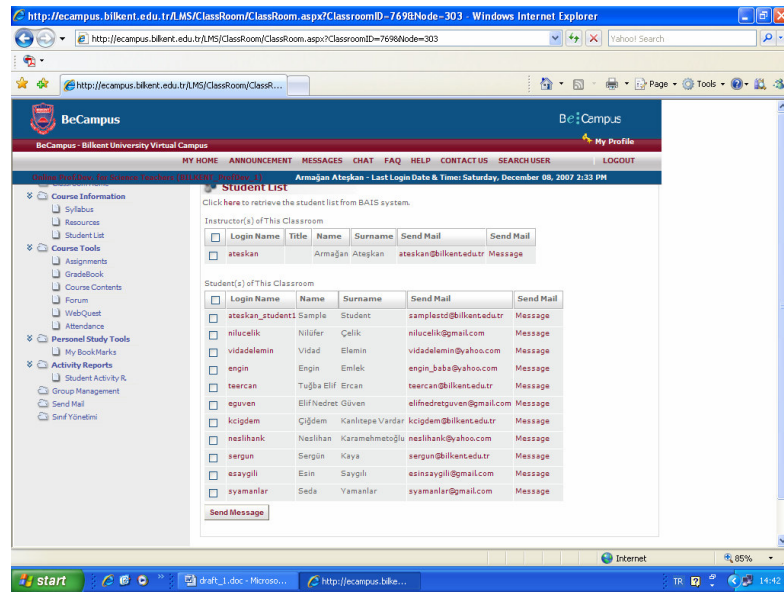 http://ecampus.bilkent.edu.tr/LMS/ClassRoom/ClassRoom.aspx?ClassroomID=769&Node=303 - Windows Internet Explorer
http://ecampus.bilkent.edu.tr/LMS/ClassRoom/ClassRoom.aspx?ClassroomID=769&Node=303 Yahoo! Search
http://ecampus.bilkent.edu.tr/LMS/ClassRoom/ClassR... Page Tools
BeCampus Be Campus
BeCampus - Bilkent University Virtual Campus My Profile
MY HOME ANNOUNCEMENT MESSAGES CHAT FAQ HELP CONTACT US SEARCH USER LOGOUT
Online Prof.Dev. for Science Teachers (BILKENT_ProfDev_1) Armağan Ateşkan - Last Login Date & Time: Saturday, December 08, 2007 2:33 PM
Student List
Click here to retrieve the student list from BAIS system.
Course Information
Syllabus
Resources
Student List
Course Tools
Assignments
GradeBook
Course Contents
Forum
WebQuest
Attendance
Personel Study Tools
My BookMarks
Activity Reports
Student Activity R.
Group Management
Send Mail
Sınıf Yönetimi
Instructor(s) of This Classroom
Login Name Title Name Surname Send Mail Send Mail
ateskan Armağan Ateşkan ateskan@bilkent.edu.tr Message
Student(s) of This Classroom
Login Name Name Surname Send Mail Send Mail
ateskan_student1 Sample Student samplestd@bilkent.edu.tr Message
nilucelik Nilüfer Çelik nilucelik@gmail.com Message
vidadelemin Vidad Elemin vidadelemin@yahoo.com Message
engin Engin Emlek engin_baba@yahoo.com Message
teercan Tuğba Elif Ercan teercan@bilkent.edu.tr Message
eguven Elif Nedret Güven elifnedretguven@gmail.com Message
kcigdem Çiğdem Kanlıtepe Vardar kcigdem@bilkent.edu.tr Message
neslihank Neslihan Karamehmetoğlu neslihank@yahoo.com Message
sergun Sergün Kaya sergun@bilkent.edu.tr Message
esaygili Esin Saygılı esinsaygili@gmail.com Message
syamanlar Seda Yamanlar syamanlar@gmail.com Message
Send Message
Internet 85%
start draft_1.doc - Microso... http://ecampus.bilke... TR 14:42